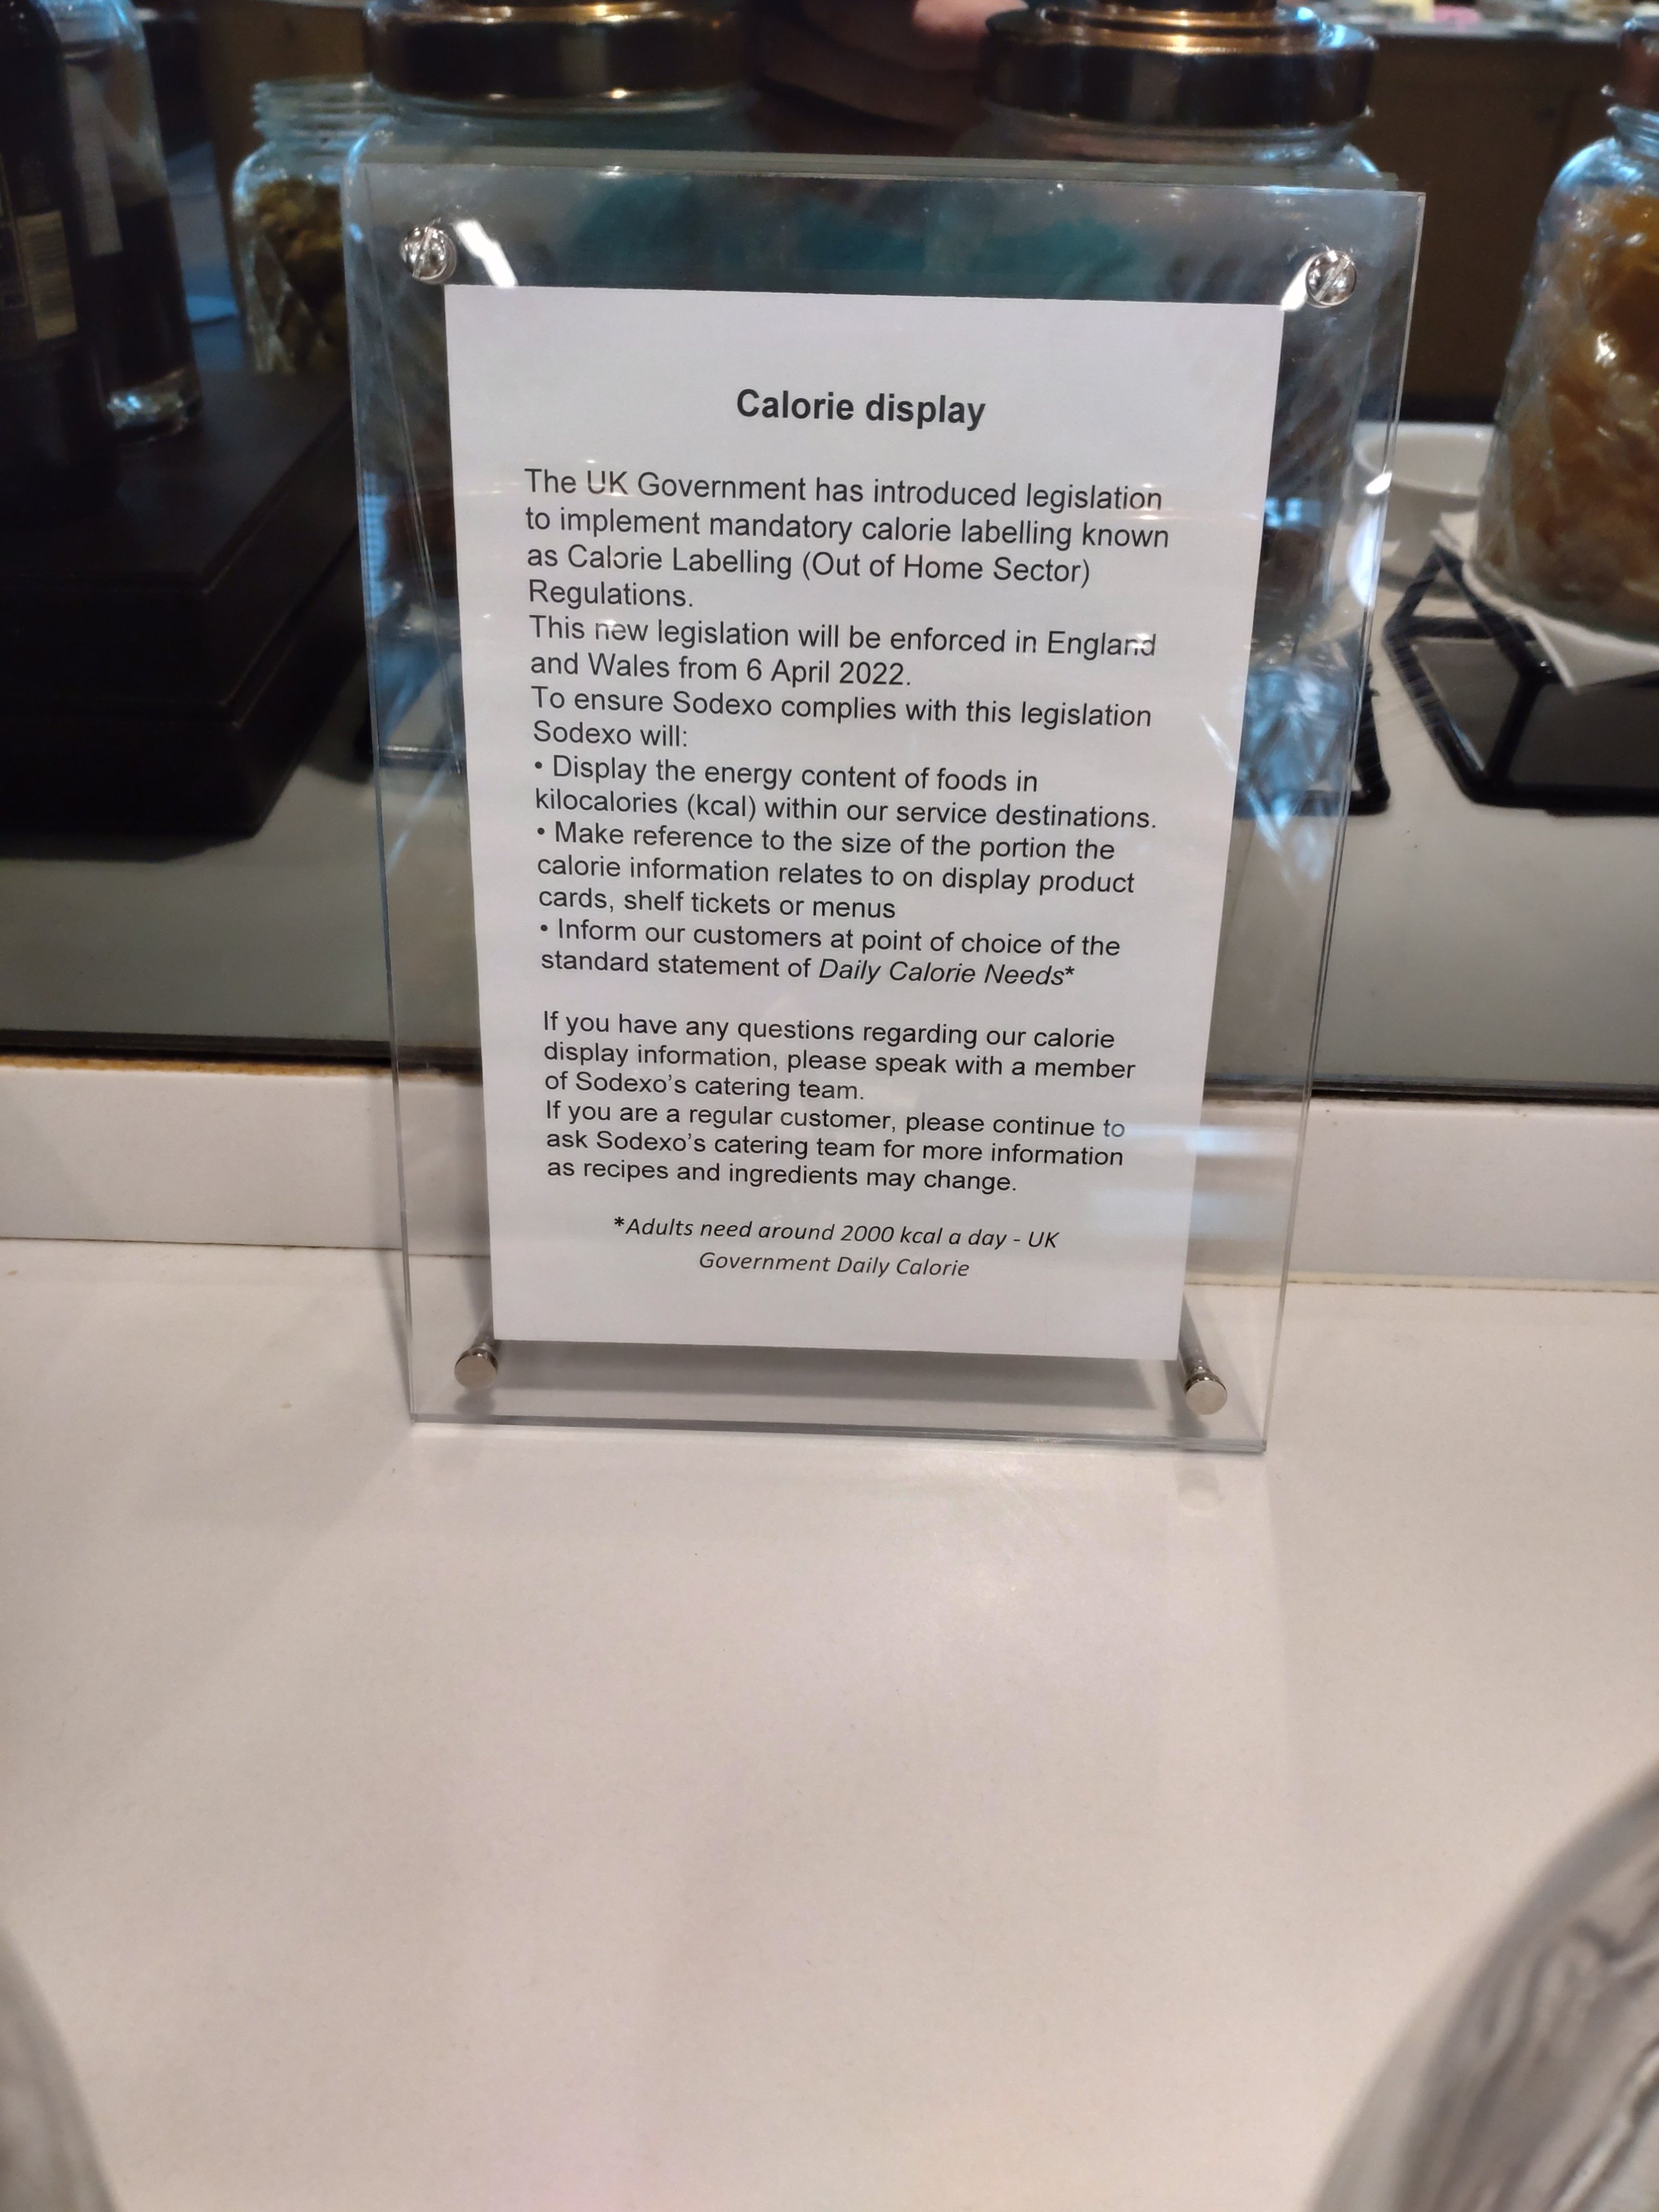 Calorie display
The UK Government has introduced legislation
to implement mandatory calorie labelling known
as Calorie Labelling (Out of Home Sector)
Regulations.
This new legislation will be enforced in England
and Wales from 6 April 2022.
To ensure Sodexo complies with this legislation
Sodexo will:
• Display the energy content of foods in
kilocalories (kcal) within our service destinations.
• Make reference to the size of the portion the
calorie information relates to on display product
cards, shelf tickets or menus
• Inform our customers at point of choice of the
standard statement of Daily Calorie Needs*
If you have any questions regarding our calorie
display information, please speak with a member
of Sodexo's catering team.
If you are a regular customer, please continue to
ask Sodexo's catering team for more information
as recipes and ingredients may change.
*Adults need around 2000 kcal a day - UK
Government Daily Calorie